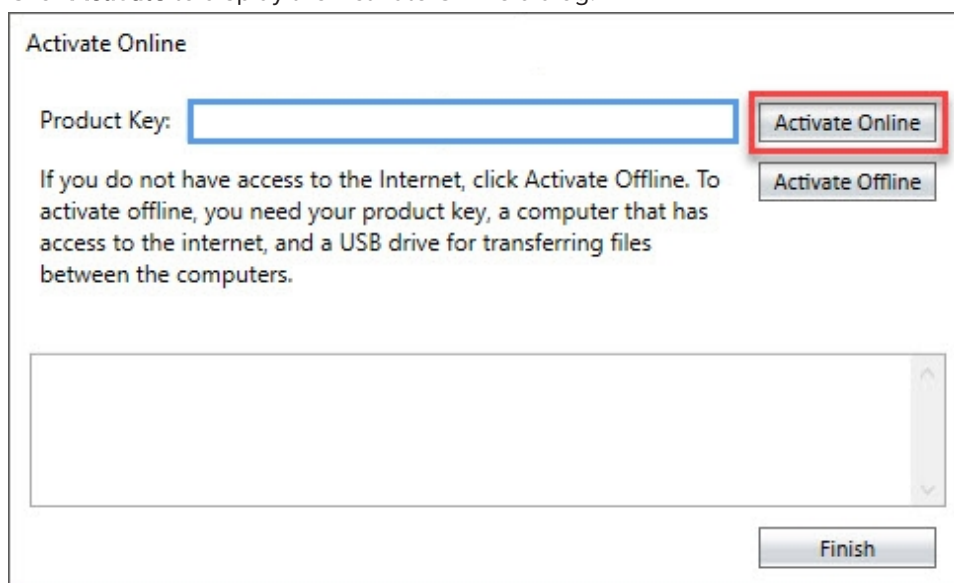 Activate Online
Product Key:
Activate Online
If you do not have access to the Internet, click Activate Offline. To
activate offline, you need your product key, a computer that has
access to the internet, and a USB drive for transferring files
between the computers.
Activate Offline
Finish